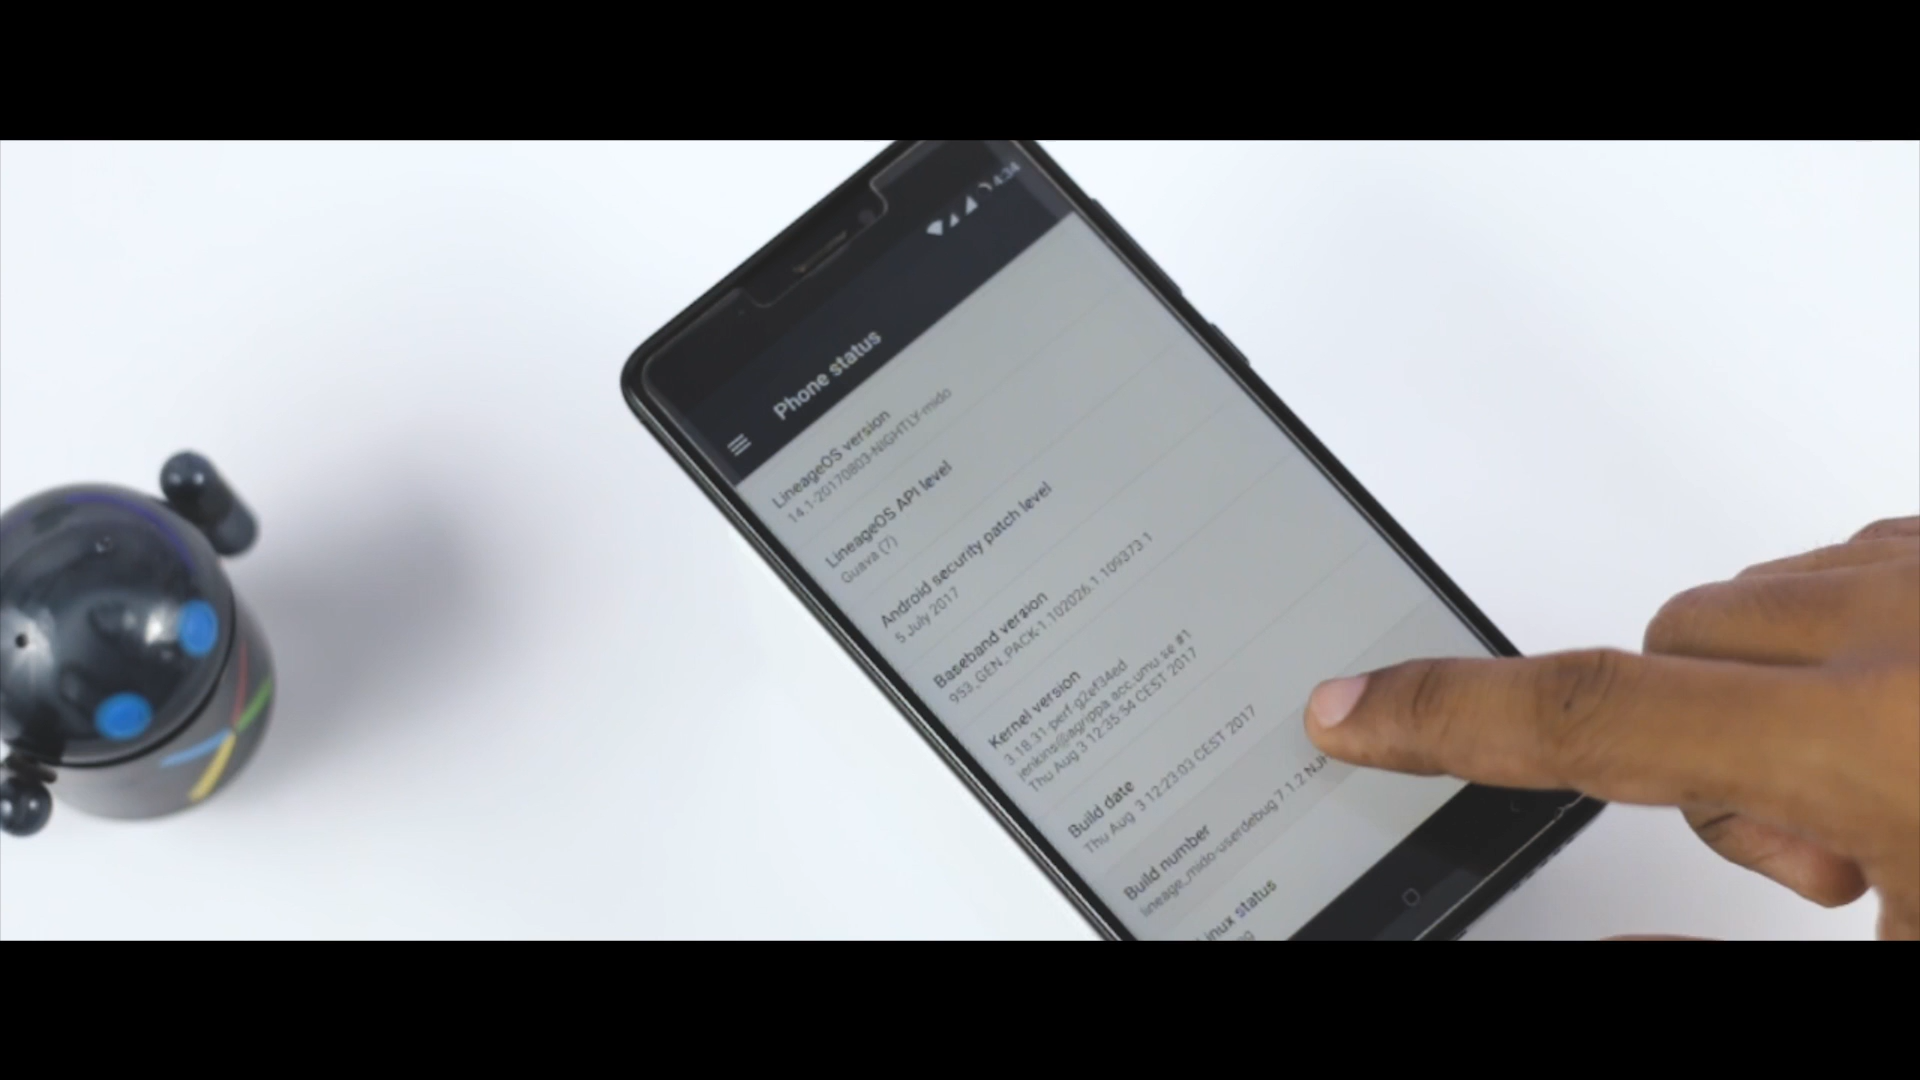 4:34
Phone status
LineageOS version
14.1-20170803-NIGHTLY-mido
LineageOS API level
Guava (7)
Android security patch level
5 July 2017
Baseband version
953_GEN_PACK-1.102026.1.109373.1
Kernel version
3.18.31-perf-g2ef34ed
jenkins@agrippa.acc.umu.se #1
Thu Aug 3 12:35:54 CEST 2017
Build date
Thu Aug 3 12:23:03 CEST 2017
Build number
lineage_mido-userdebug 7.1.2 NJH
inux status